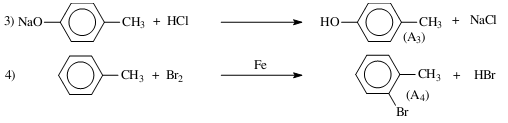 3) NaO CH₃ + HCl HO CH₃ + NaCl
(A₃)
4) CH₃ + Br₂ Fe CH₃ + HBr
(A₄)
Br